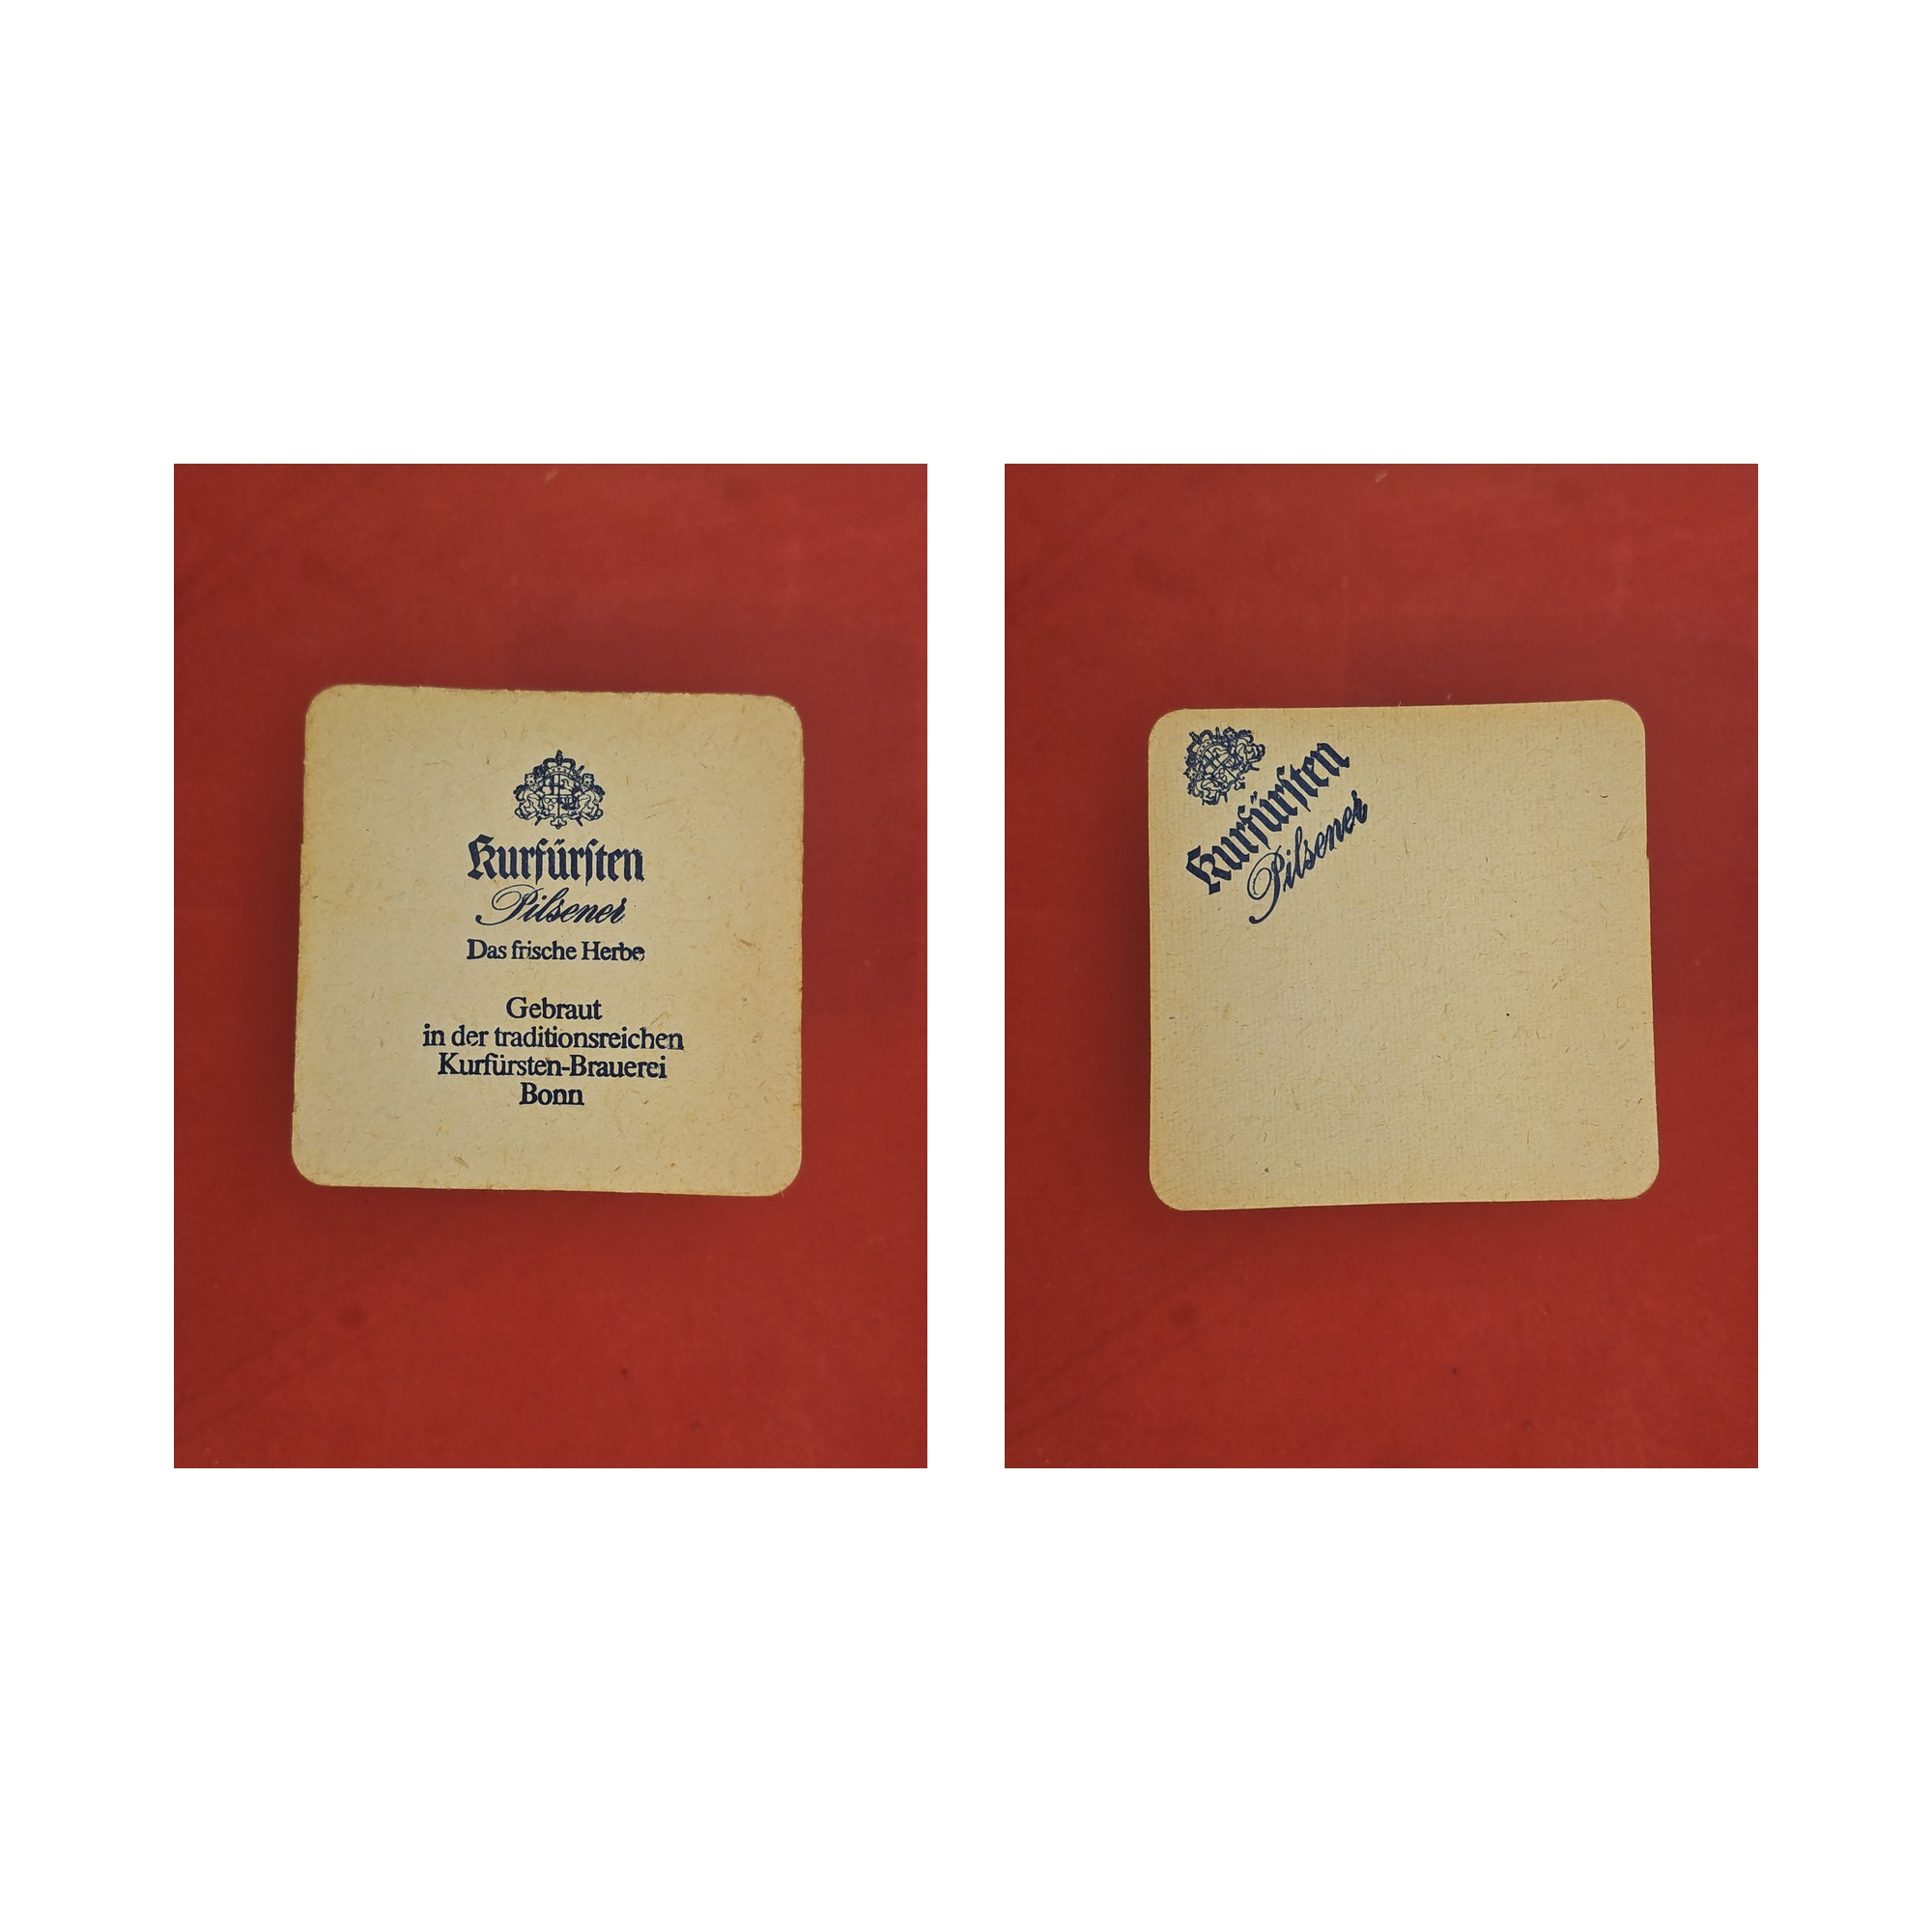 Kurfürſten
Pilsener
Das frische Herbe
Gebraut
in der traditionsreichen
Kurfürsten-Brauerei
Bonn
Kurfürſten
Pilsener